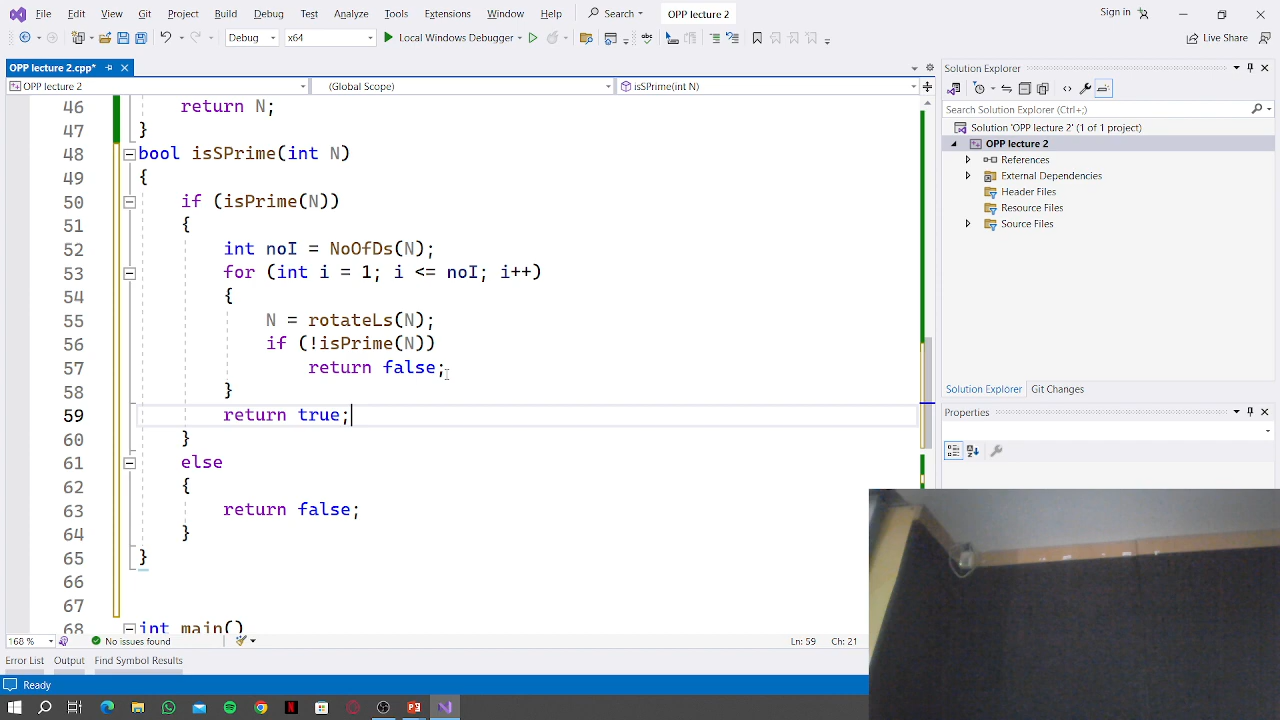 File Edit View Git Project Build Debug Test Analyze Tools Extensions Window Help Search OPP lecture 2 Sign in
Debug x64 Local Windows Debugger Live Share
OPP lecture 2.cpp*
OPP lecture 2 (Global Scope) isSPrime(int N)
46 return N;
47 }
48 bool isSPrime(int N)
49 {
50 if (isPrime(N))
51 {
52 int noI = NoOfDs(N);
53 for (int i = 1; i <= noI; i++)
54 {
55 N = rotateLs(N);
56 if (!isPrime(N))
57 return false;
58 }
59 return true;
60 }
61 else
62 {
63 return false;
64 }
65 }
66
67
68 int main()
168 % No issues found Ln: 59 Ch: 21
Error List Output Find Symbol Results
Ready
Solution Explorer
Search Solution Explorer (Ctrl+;)
Solution 'OPP lecture 2' (1 of 1 project)
OPP lecture 2
References
External Dependencies
Header Files
Resource Files
Source Files
Solution Explorer Git Changes
Properties